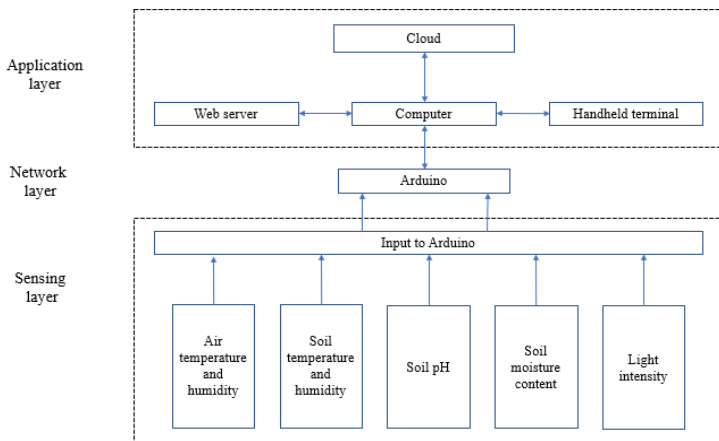 Application
layer
Cloud
Web server
Computer
Handheld terminal
Network
layer
Arduino
Sensing
layer
Input to Arduino
Air
temperature
and
humidity
Soil
temperature
and
humidity
Soil pH
Soil
moisture
content
Light
intensity